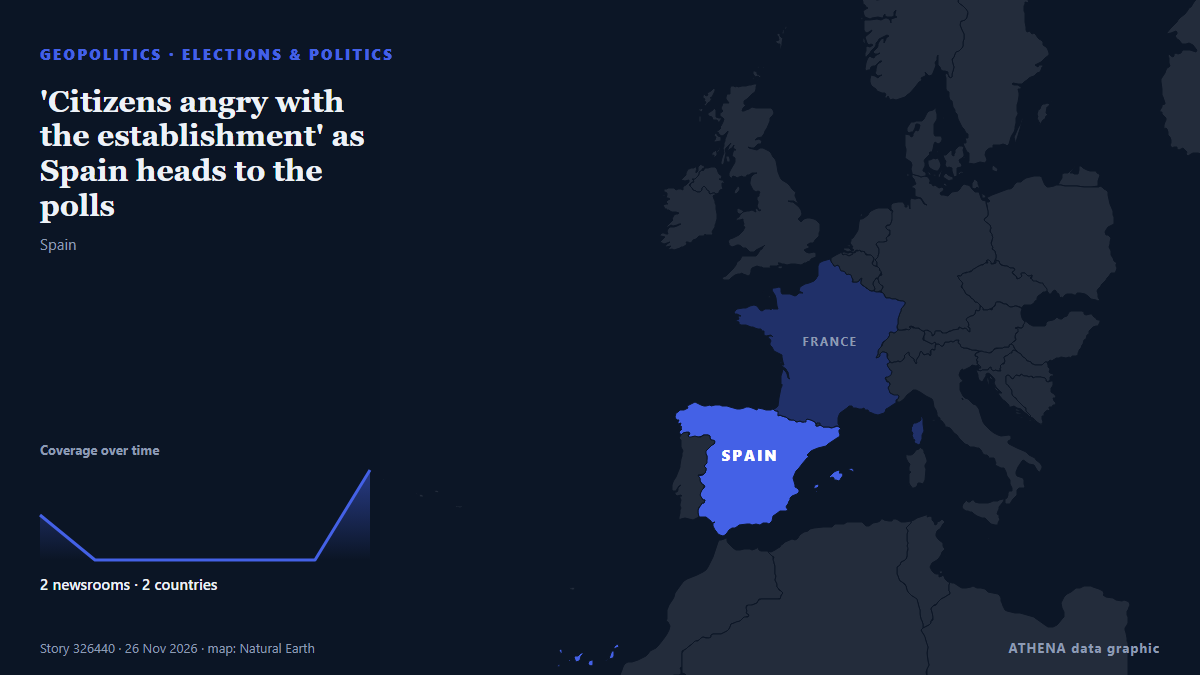 GEOPOLITICS · ELECTIONS & POLITICS
'Citizens angry with
the establishment' as
Spain heads to the
polls
Spain
FRANCE
SPAIN
Coverage over time
2 newsrooms · 2 countries
Story 326440 · 26 Nov 2026 · map: Natural Earth
ATHENA data graphic